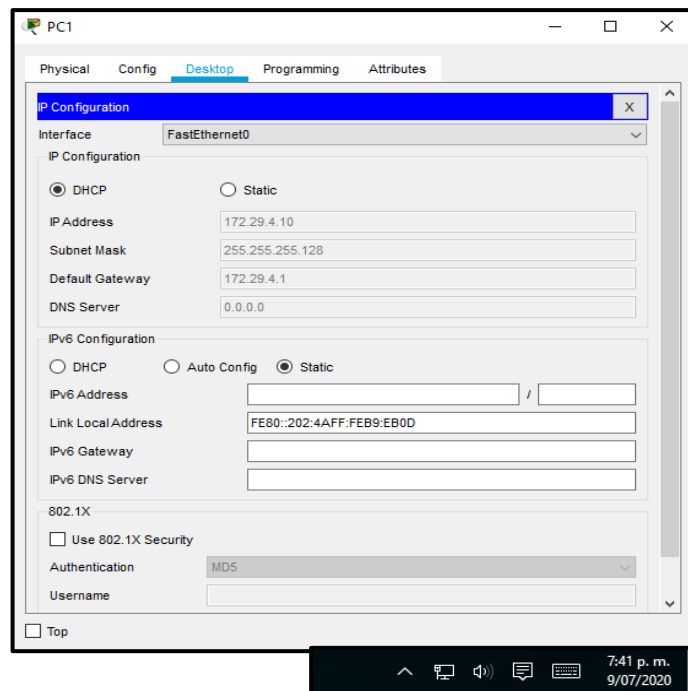 PC1
Physical Config Desktop Programming Attributes
IP Configuration X
Interface FastEthernet0
IP Configuration
DHCP Static
IP Address 172.29.4.10
Subnet Mask 255.255.255.128
Default Gateway 172.29.4.1
DNS Server 0.0.0.0
IPv6 Configuration
DHCP Auto Config Static
IPv6 Address /
Link Local Address FE80::202:4AFF:FEB9:EB0D
IPv6 Gateway
IPv6 DNS Server
802.1X
Use 802.1X Security
Authentication MD5
Username
Top
7:41 p. m.
9/07/2020